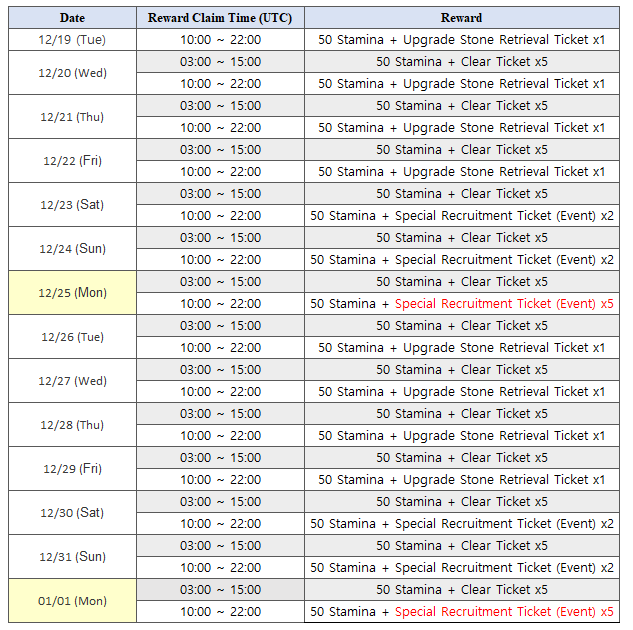 Date Reward Claim Time (UTC) Reward
12/19 (Tue) 10:00 ~ 22:00 50 Stamina + Upgrade Stone Retrieval Ticket x1
12/20 (Wed) 03:00 ~ 15:00 50 Stamina + Clear Ticket x5
10:00 ~ 22:00 50 Stamina + Upgrade Stone Retrieval Ticket x1
12/21 (Thu) 03:00 ~ 15:00 50 Stamina + Clear Ticket x5
10:00 ~ 22:00 50 Stamina + Upgrade Stone Retrieval Ticket x1
12/22 (Fri) 03:00 ~ 15:00 50 Stamina + Clear Ticket x5
10:00 ~ 22:00 50 Stamina + Upgrade Stone Retrieval Ticket x1
12/23 (Sat) 03:00 ~ 15:00 50 Stamina + Clear Ticket x5
10:00 ~ 22:00 50 Stamina + Special Recruitment Ticket (Event) x2
12/24 (Sun) 03:00 ~ 15:00 50 Stamina + Clear Ticket x5
10:00 ~ 22:00 50 Stamina + Special Recruitment Ticket (Event) x2
12/25 (Mon) 03:00 ~ 15:00 50 Stamina + Clear Ticket x5
10:00 ~ 22:00 50 Stamina + Special Recruitment Ticket (Event) x5
12/26 (Tue) 03:00 ~ 15:00 50 Stamina + Clear Ticket x5
10:00 ~ 22:00 50 Stamina + Upgrade Stone Retrieval Ticket x1
12/27 (Wed) 03:00 ~ 15:00 50 Stamina + Clear Ticket x5
10:00 ~ 22:00 50 Stamina + Upgrade Stone Retrieval Ticket x1
12/28 (Thu) 03:00 ~ 15:00 50 Stamina + Clear Ticket x5
10:00 ~ 22:00 50 Stamina + Upgrade Stone Retrieval Ticket x1
12/29 (Fri) 03:00 ~ 15:00 50 Stamina + Clear Ticket x5
10:00 ~ 22:00 50 Stamina + Upgrade Stone Retrieval Ticket x1
12/30 (Sat) 03:00 ~ 15:00 50 Stamina + Clear Ticket x5
10:00 ~ 22:00 50 Stamina + Special Recruitment Ticket (Event) x2
12/31 (Sun) 03:00 ~ 15:00 50 Stamina + Clear Ticket x5
10:00 ~ 22:00 50 Stamina + Special Recruitment Ticket (Event) x2
01/01 (Mon) 03:00 ~ 15:00 50 Stamina + Clear Ticket x5
10:00 ~ 22:00 50 Stamina + Special Recruitment Ticket (Event) x5